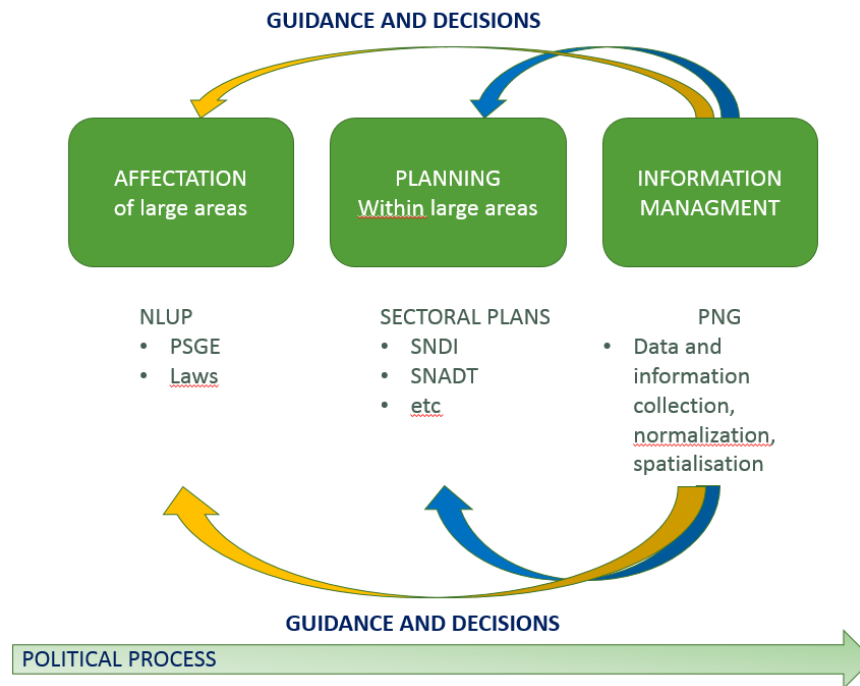 GUIDANCE AND DECISIONS
AFFECTATION
of large areas
PLANNING
Within large areas
INFORMATION
MANAGMENT
NLUP
• PSGE
• Laws
SECTORAL PLANS
• SNDI
• SNADT
• etc
PNG
• Data and
information
collection,
normalization,
spatialisation
GUIDANCE AND DECISIONS
POLITICAL PROCESS